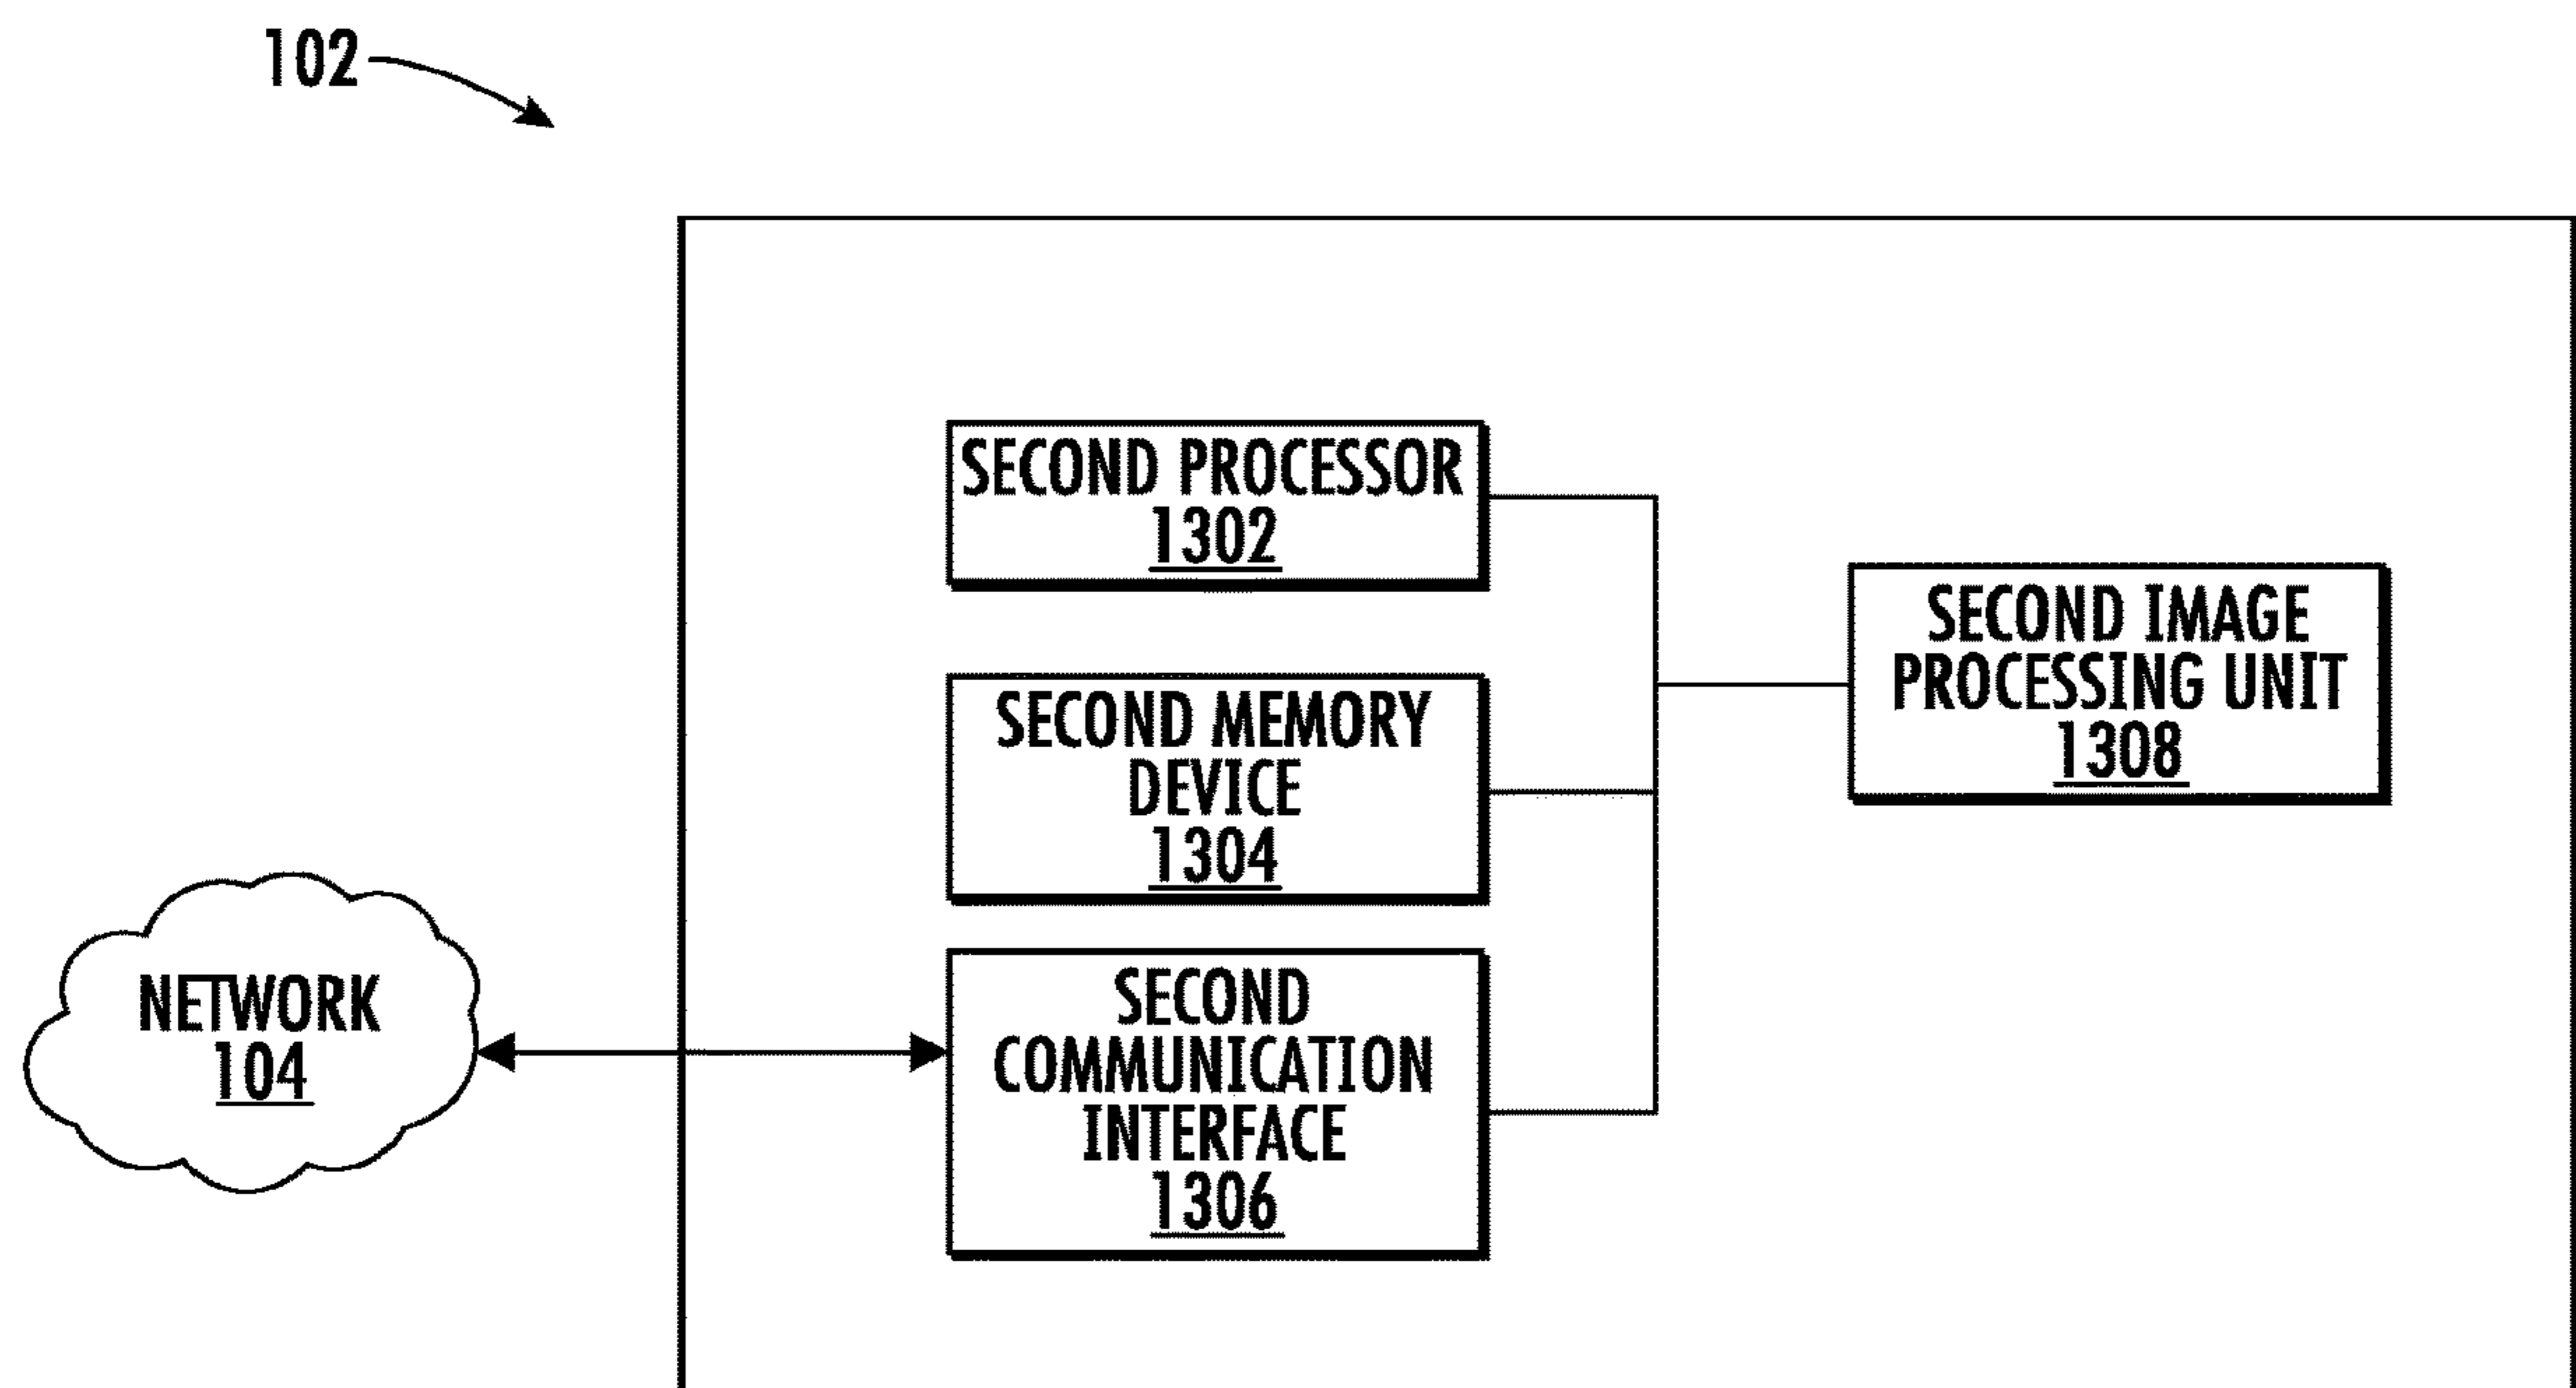 102
SECOND PROCESSOR
1302
SECOND MEMORY
DEVICE
1304
SECOND
COMMUNICATION
INTERFACE
1306
SECOND IMAGE
PROCESSING UNIT
1308
NETWORK
104